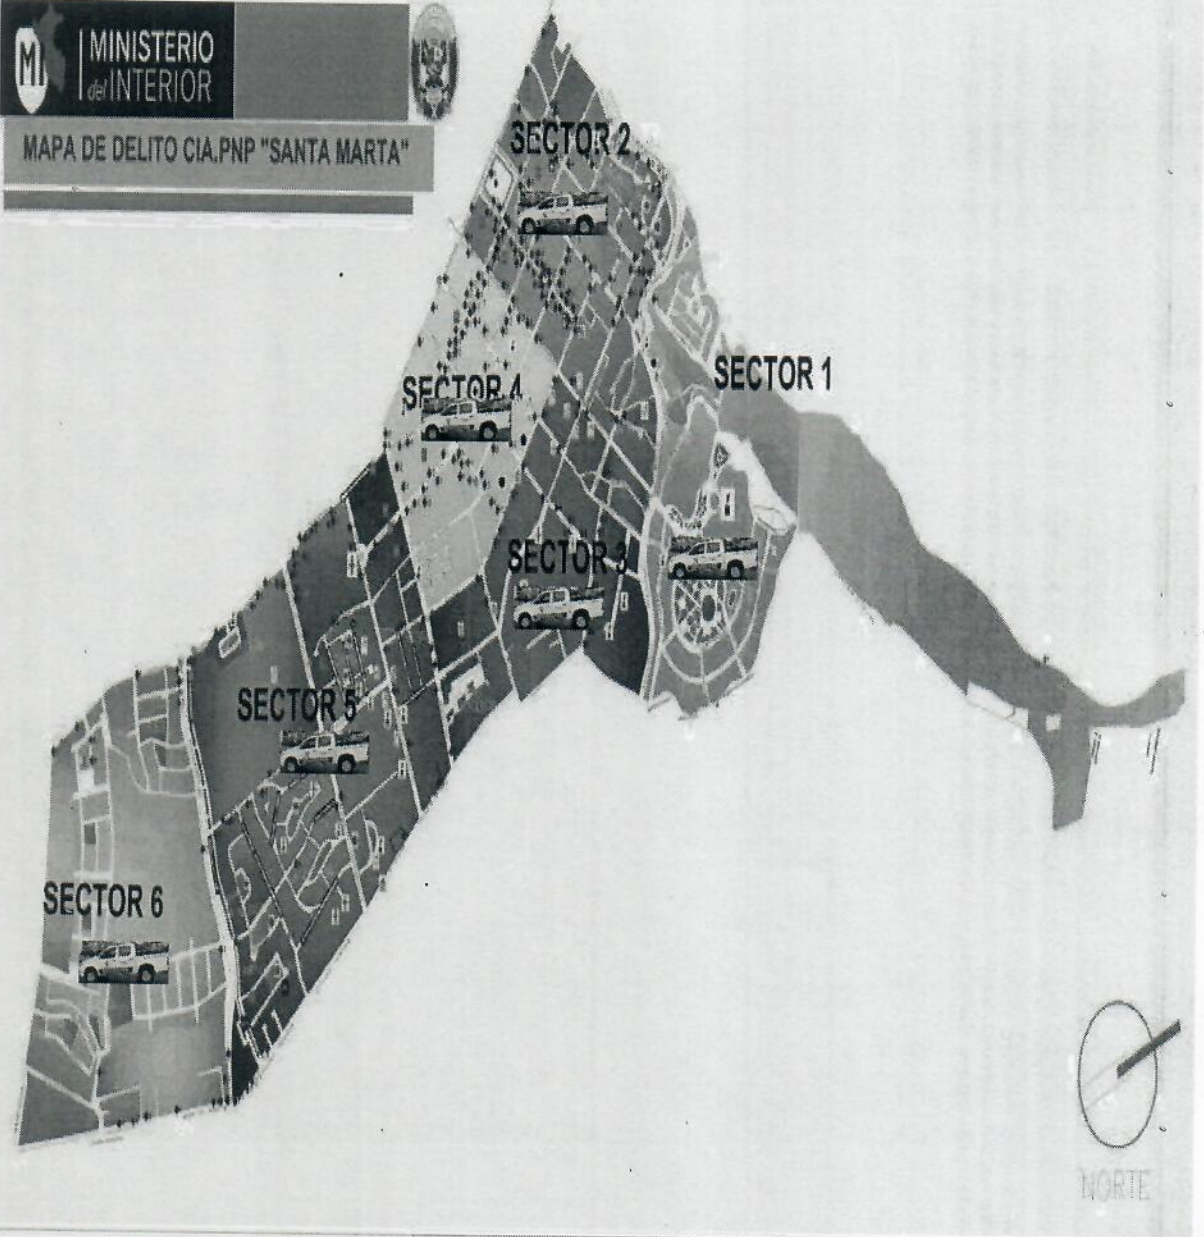 MINISTERIO
del INTERIOR
MAPA DE DELITO CIA.PNP "SANTA MARTA"
SECTOR 2
SECTOR 1
SECTOR 4
SECTOR 3
SECTOR 5
SECTOR 6
NORTE